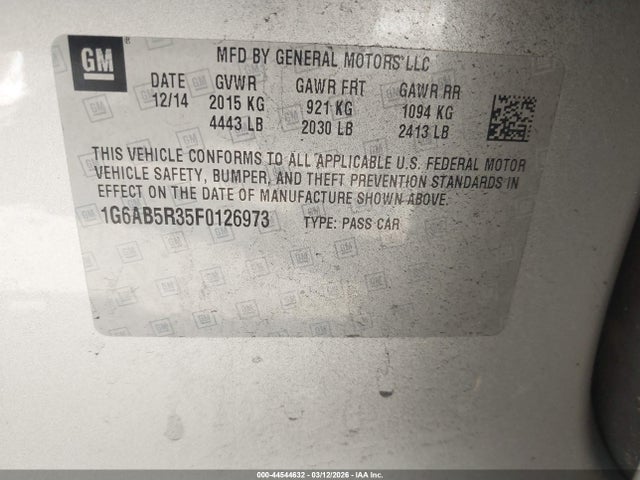 GM
MFD BY GENERAL MOTORS LLC
DATE GVWR GAWR FRT GAWR RR
12/14 2015 KG 921 KG 1094 KG
4443 LB 2030 LB 2413 LB
THIS VEHICLE CONFORMS TO ALL APPLICABLE U.S. FEDERAL MOTOR
VEHICLE SAFETY, BUMPER, AND THEFT PREVENTION STANDARDS IN
EFFECT ON THE DATE OF MANUFACTURE SHOWN ABOVE.
1G6AB5R35F0126973 TYPE: PASS CAR
000-44544632 - 03/12/2026 - IAA Inc.